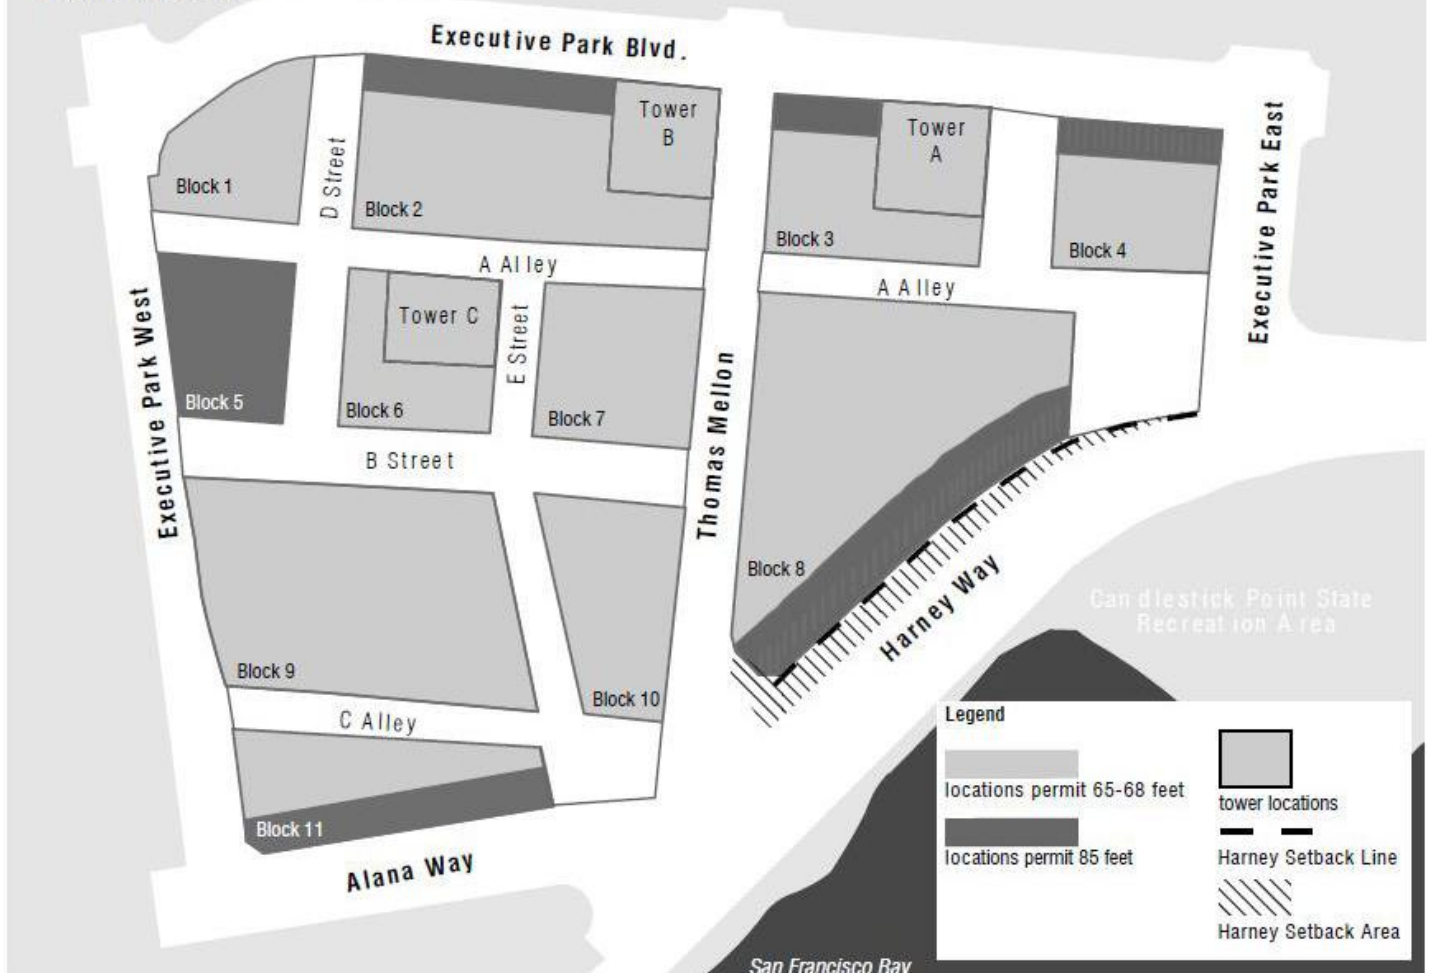 Executive Park Blvd.
Tower
B
Tower
A
Executive Park East
D Street
Block 1
Block 2
Block 3
Block 4
A Alley
A Alley
Executive Park West
Tower C
E Street
Block 5
Block 6
Block 7
Thomas Mellon
B Street
Block 8
Harney Way
Candlestick Point State
Recreation Area
Block 9
Block 10
C Alley
Block 11
Alana Way
San Francisco Bay
Legend
locations permit 65-68 feet
locations permit 85 feet
tower locations
Harney Setback Line
Harney Setback Area